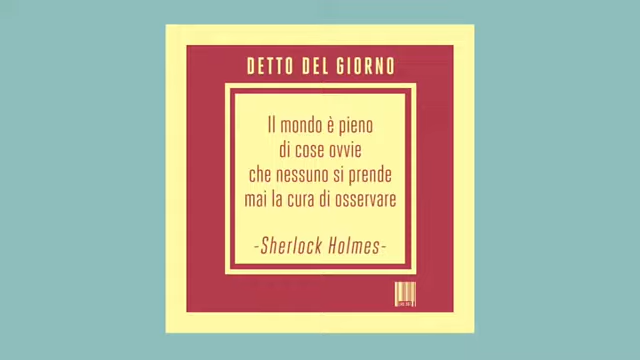 DETTO DEL GIORNO
Il mondo è pieno
di cose ovvie
che nessuno si prende
mai la cura di osservare
-Sherlock Holmes-